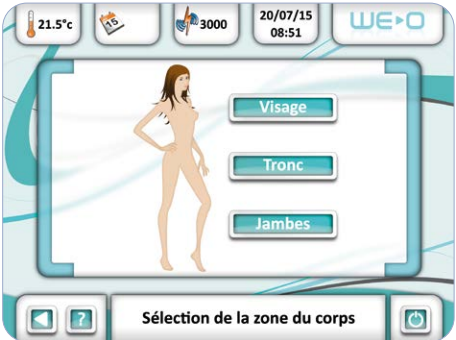 21.5°c
15
3000
20/07/15
08:51
WE▸O
Visage
Tronc
Jambes
?
Sélection de la zone du corps